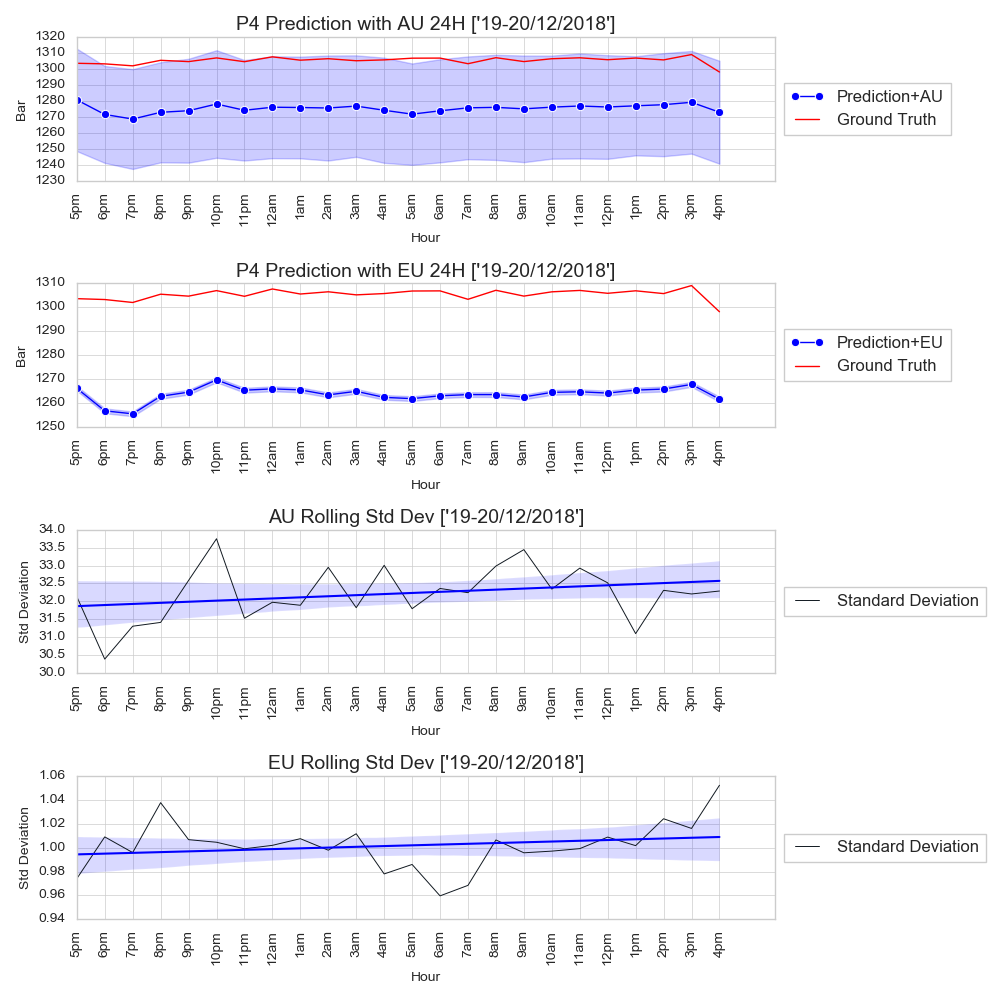 P4 Prediction with AU 24H ['19-20/12/2018']
1320
1310
1300
1290
1280
1270
1260
1250
1240
1230
Bar
5pm 6pm 7pm 8pm 9pm 10pm 11pm 12am 1am 2am 3am 4am 5am 6am 7am 8am 9am 10am 11am 12pm 1pm 2pm 3pm 4pm
Hour
Prediction+AU
Ground Truth
P4 Prediction with EU 24H ['19-20/12/2018']
1310
1300
1290
1280
1270
1260
1250
Bar
5pm 6pm 7pm 8pm 9pm 10pm 11pm 12am 1am 2am 3am 4am 5am 6am 7am 8am 9am 10am 11am 12pm 1pm 2pm 3pm 4pm
Hour
Prediction+EU
Ground Truth
AU Rolling Std Dev ['19-20/12/2018']
34.0
33.5
33.0
32.5
32.0
31.5
31.0
30.5
30.0
Std Deviation
5pm 6pm 7pm 8pm 9pm 10pm 11pm 12am 1am 2am 3am 4am 5am 6am 7am 8am 9am 10am 11am 12pm 1pm 2pm 3pm 4pm
Hour
Standard Deviation
EU Rolling Std Dev ['19-20/12/2018']
1.06
1.04
1.02
1.00
0.98
0.96
0.94
Std Deviation
5pm 6pm 7pm 8pm 9pm 10pm 11pm 12am 1am 2am 3am 4am 5am 6am 7am 8am 9am 10am 11am 12pm 1pm 2pm 3pm 4pm
Hour
Standard Deviation